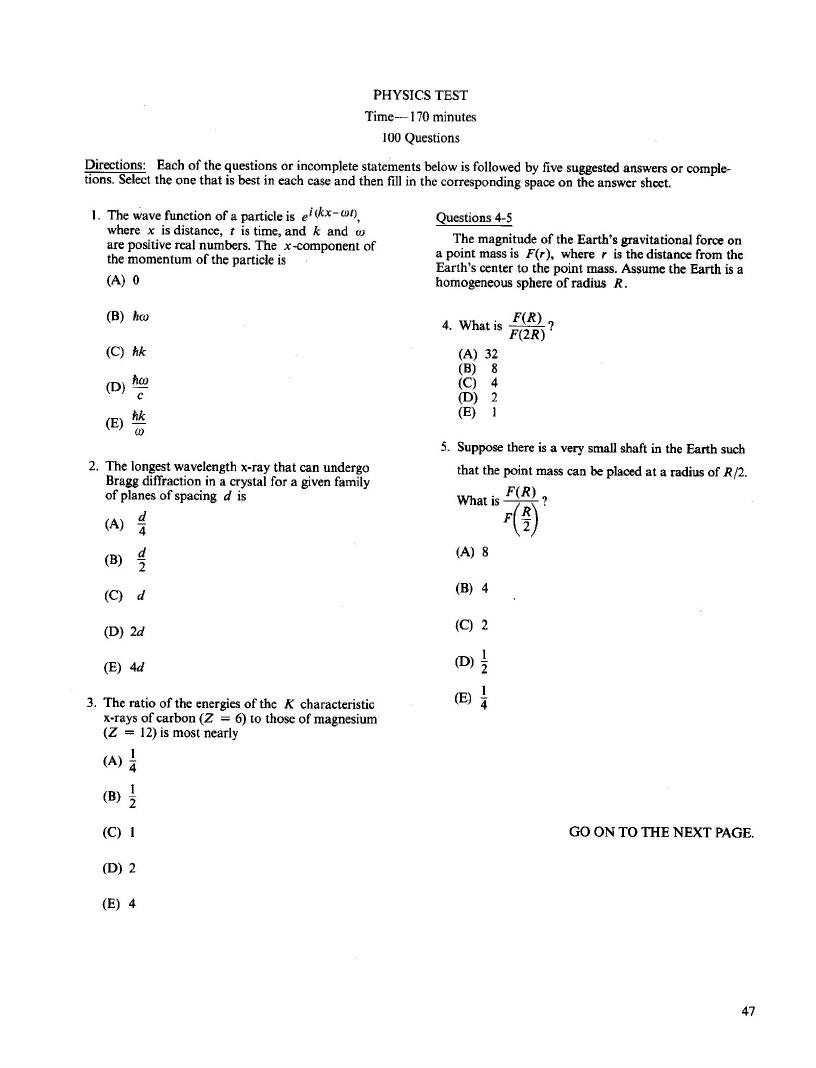 PHYSICS TEST
Time—170 minutes
100 Questions
Directions: Each of the questions or incomplete statements below is followed by five suggested answers or comple-
tions. Select the one that is best in each case and then fill in the corresponding space on the answer sheet.
1. The wave function of a particle is e^{i(kx−ωt)},
where x is distance, t is time, and k and ω
are positive real numbers. The x-component of
the momentum of the particle is
(A) 0
(B) ℏω
(C) ℏk
(D) ℏω/c
(E) ℏk/ω
2. The longest wavelength x-ray that can undergo
Bragg diffraction in a crystal for a given family
of planes of spacing d is
(A) d/4
(B) d/2
(C) d
(D) 2d
(E) 4d
3. The ratio of the energies of the K characteristic
x-rays of carbon (Z = 6) to those of magnesium
(Z = 12) is most nearly
(A) 1/4
(B) 1/2
(C) 1
(D) 2
(E) 4
Questions 4-5
The magnitude of the Earth's gravitational force on
a point mass is F(r), where r is the distance from the
Earth's center to the point mass. Assume the Earth is a
homogeneous sphere of radius R.
4. What is F(R)/F(2R) ?
(A) 32
(B) 8
(C) 4
(D) 2
(E) 1
5. Suppose there is a very small shaft in the Earth such
that the point mass can be placed at a radius of R/2.
What is F(R)/F(R/2) ?
(A) 8
(B) 4
(C) 2
(D) 1/2
(E) 1/4
GO ON TO THE NEXT PAGE.
47